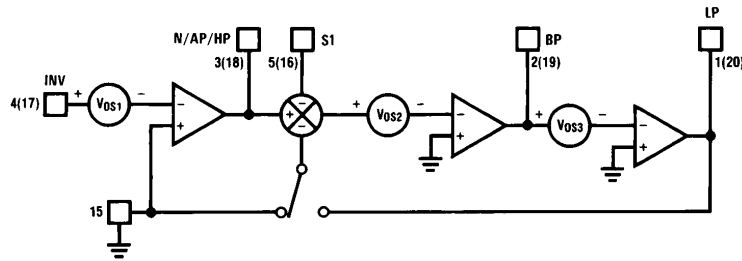 LP
N/AP/HP
S1
BP
3(18)
5(16)
2(19)
1(20)
INV
4(17)
+ VOS1 −
−
+
+
−
−
+ VOS2 −
−
+
+ VOS3 −
−
+
15